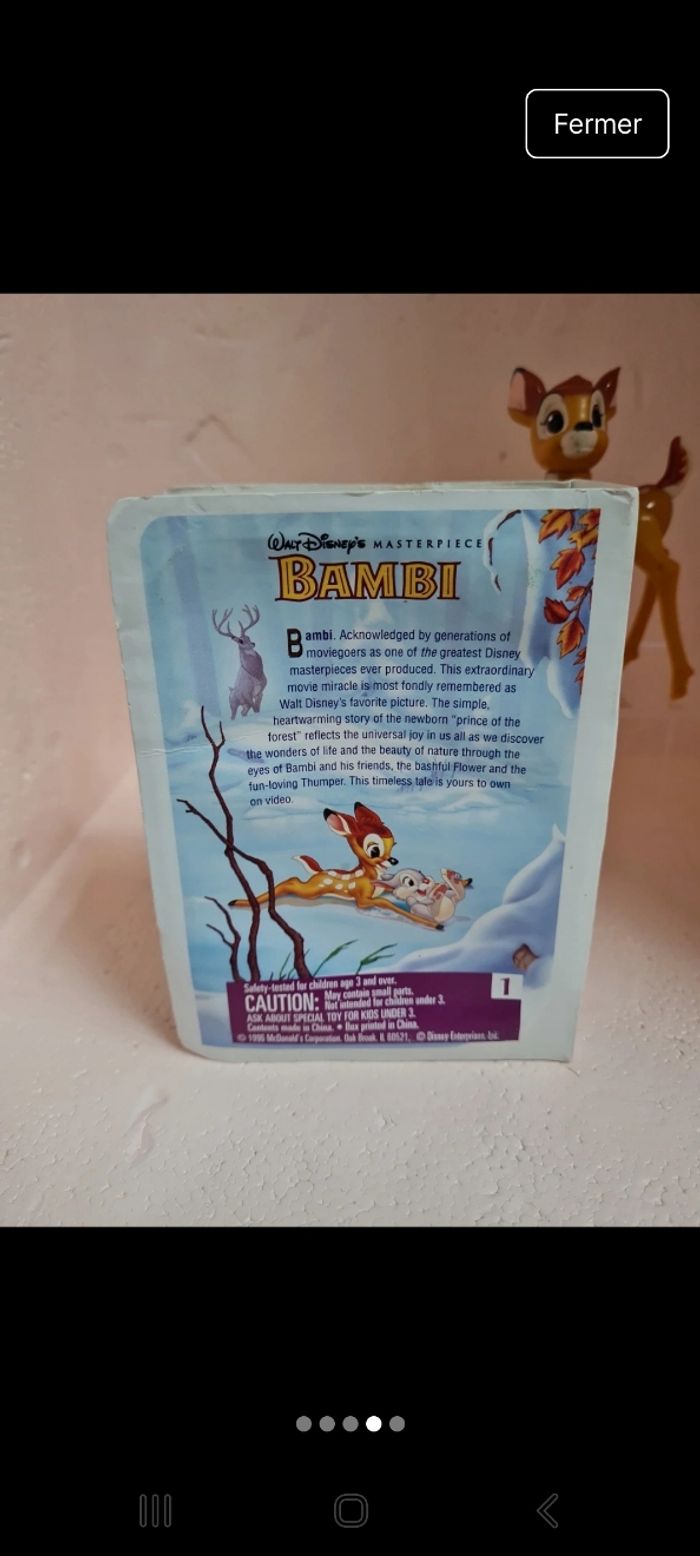 Fermer
Walt Disney's MASTERPIECE
BAMBI
Bambi. Acknowledged by generations of
moviegoers as one of the greatest Disney
masterpieces ever produced. This extraordinary
movie miracle is most fondly remembered as
Walt Disney's favorite picture. The simple,
heartwarming story of the newborn "prince of the
forest" reflects the universal joy in us all as we discover
the wonders of life and the beauty of nature through the
eyes of Bambi and his friends, the bashful Flower and the
fun-loving Thumper. This timeless tale is yours to own
on video.
Safety-tested for children age 3 and over.
CAUTION: May contain small parts.
Not intended for children under 3.
ASK ABOUT SPECIAL TOY FOR KIDS UNDER 3.
Contents made in China. • Box printed in China.
© 1996 McDonald's Corporation. Oak Brook, IL 60521. © Disney Enterprises, Inc.
1